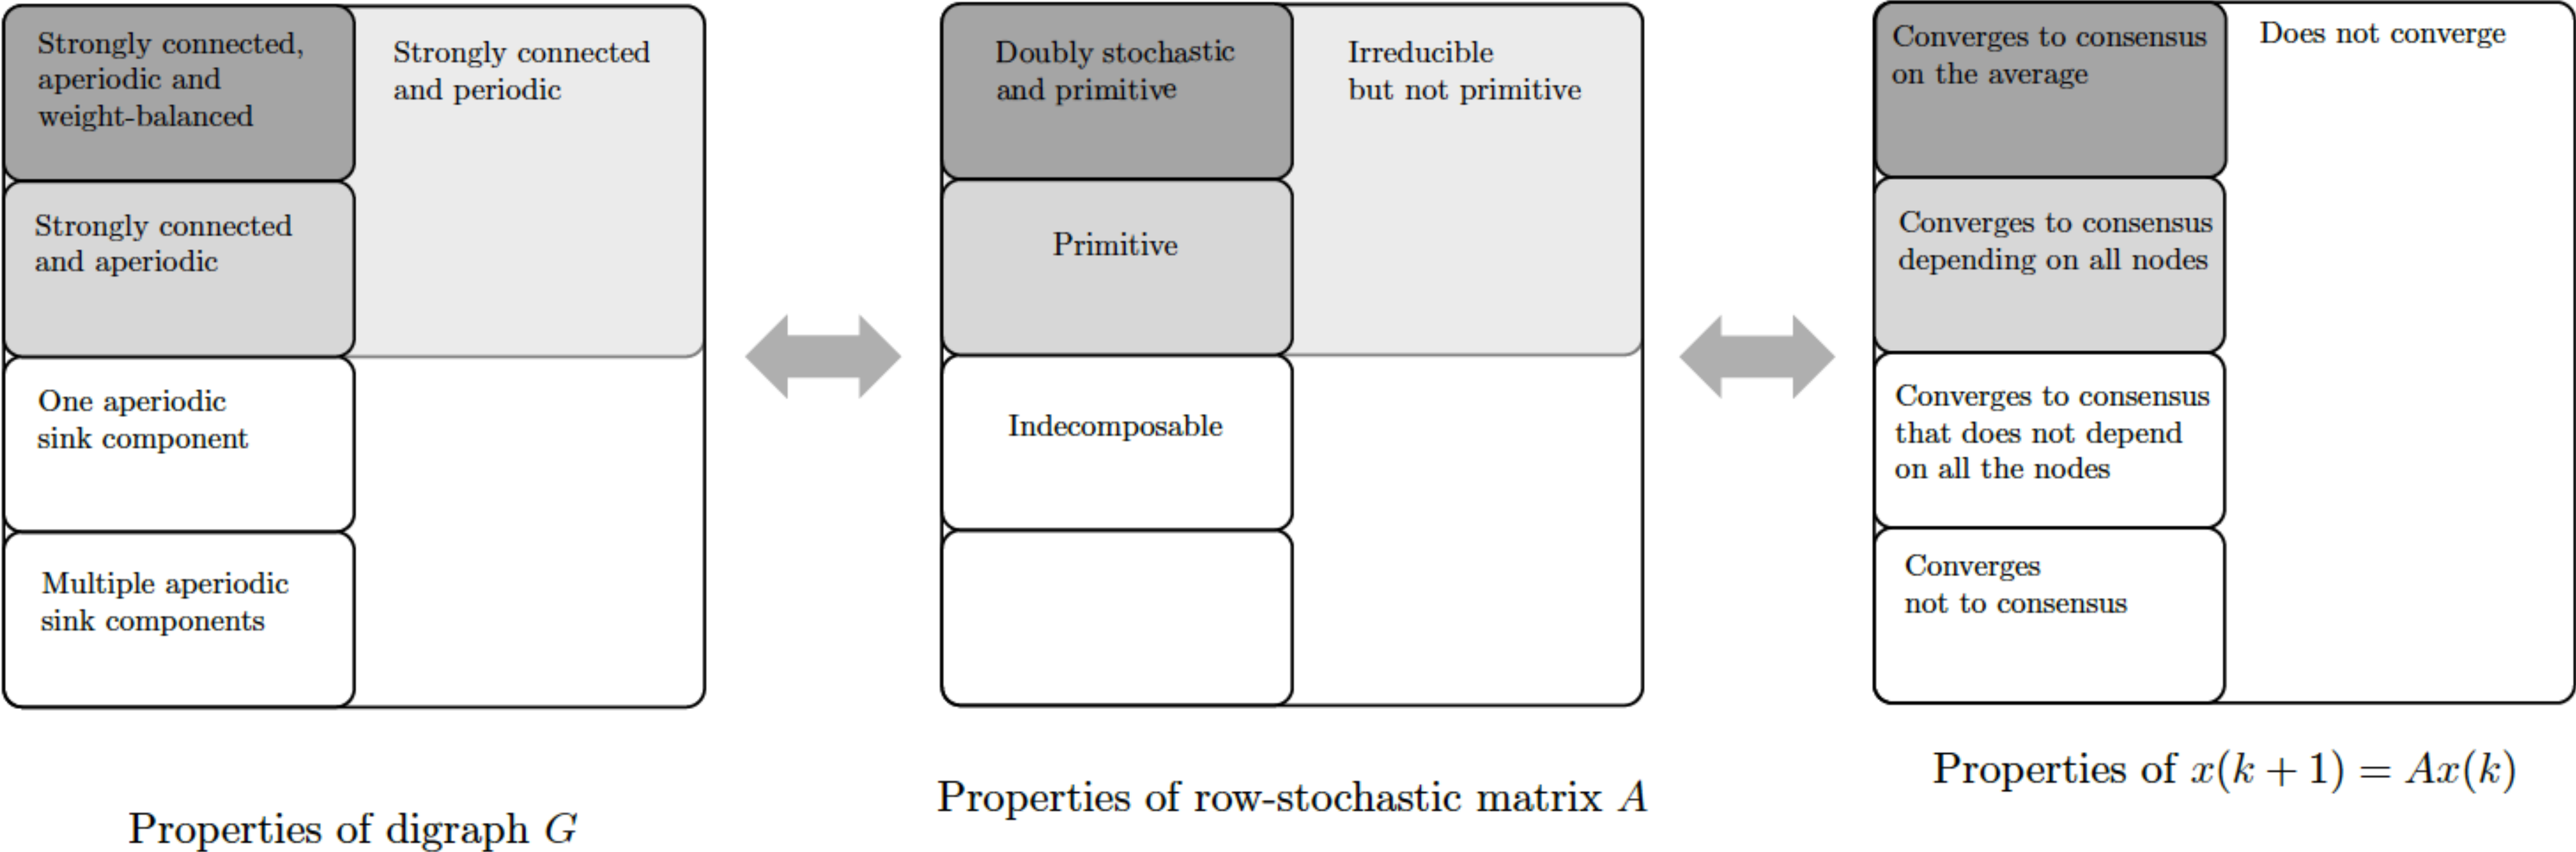 Strongly connected,
aperiodic and
weight-balanced
Strongly connected
and periodic
Strongly connected
and aperiodic
One aperiodic
sink component
Multiple aperiodic
sink components
Properties of digraph G
Doubly stochastic
and primitive
Irreducible
but not primitive
Primitive
Indecomposable
Properties of row-stochastic matrix A
Converges to consensus
on the average
Does not converge
Converges to consensus
depending on all nodes
Converges to consensus
that does not depend
on all the nodes
Converges
not to consensus
Properties of x(k + 1) = Ax(k)